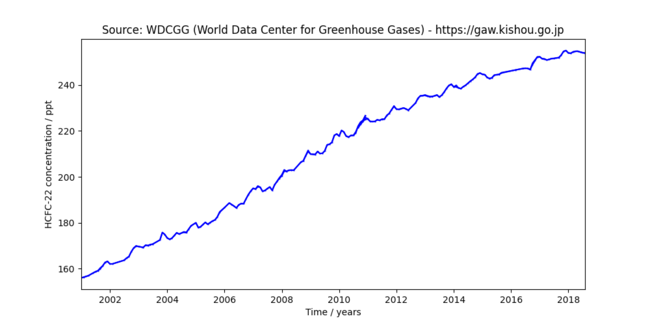 Source: WDCGG (World Data Center for Greenhouse Gases) - https://gaw.kishou.go.jp
HCFC-22 concentration / ppt
240
220
200
180
160
2002 2004 2006 2008 2010 2012 2014 2016 2018
Time / years